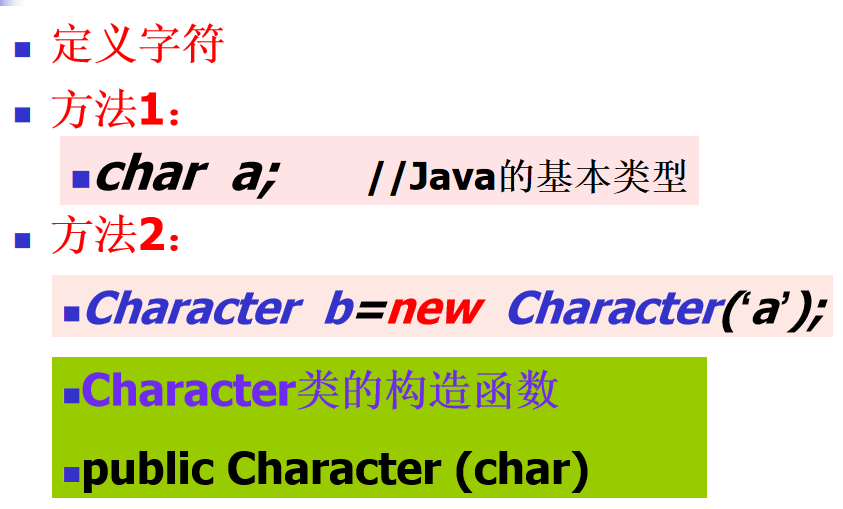 定义字符
方法1：
char a; //Java的基本类型
方法2：
Character b=new Character(‘a’);
Character类的构造函数
public Character (char)